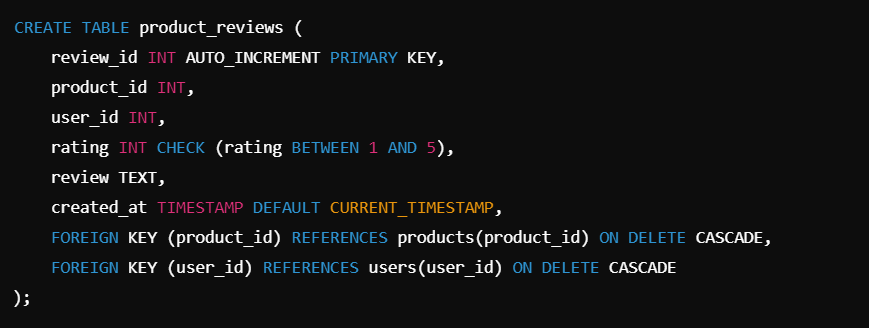 CREATE TABLE product_reviews (
    review_id INT AUTO_INCREMENT PRIMARY KEY,
    product_id INT,
    user_id INT,
    rating INT CHECK (rating BETWEEN 1 AND 5),
    review TEXT,
    created_at TIMESTAMP DEFAULT CURRENT_TIMESTAMP,
    FOREIGN KEY (product_id) REFERENCES products(product_id) ON DELETE CASCADE,
    FOREIGN KEY (user_id) REFERENCES users(user_id) ON DELETE CASCADE
);